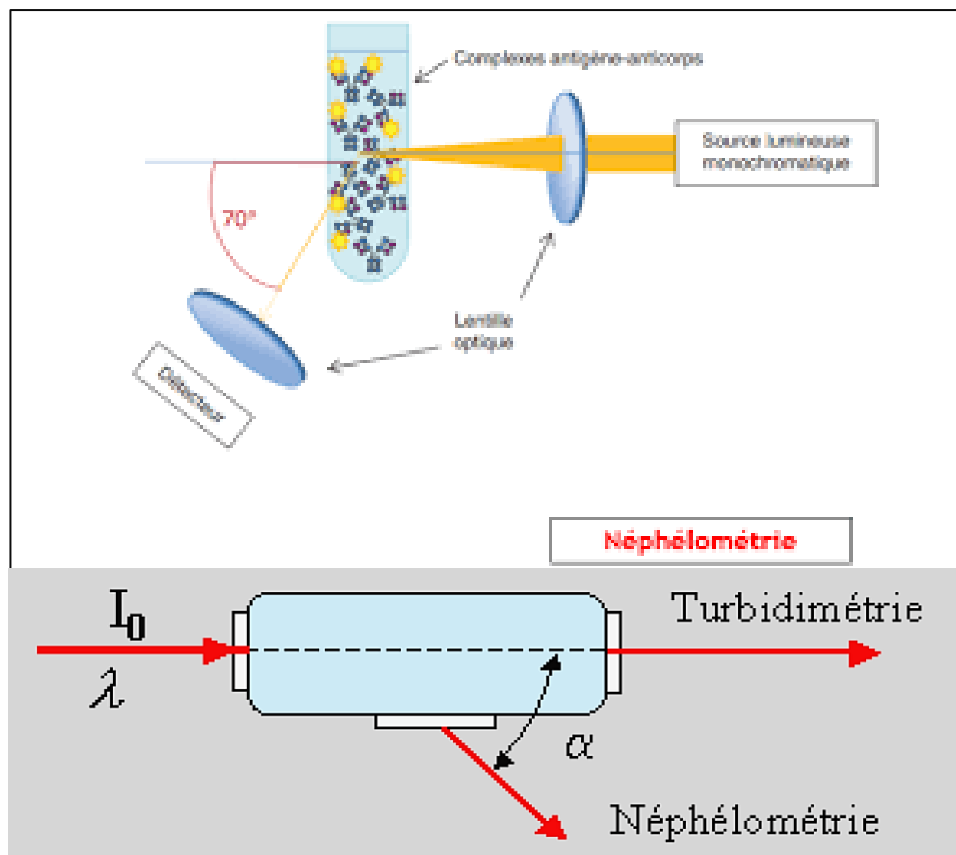 Complexes antigène-anticorps
Source lumineuse
monochromatique
70°
Lentille
optique
Détecteur
Néphélométrie
I₀
λ
Turbidimétrie
α
Néphélométrie